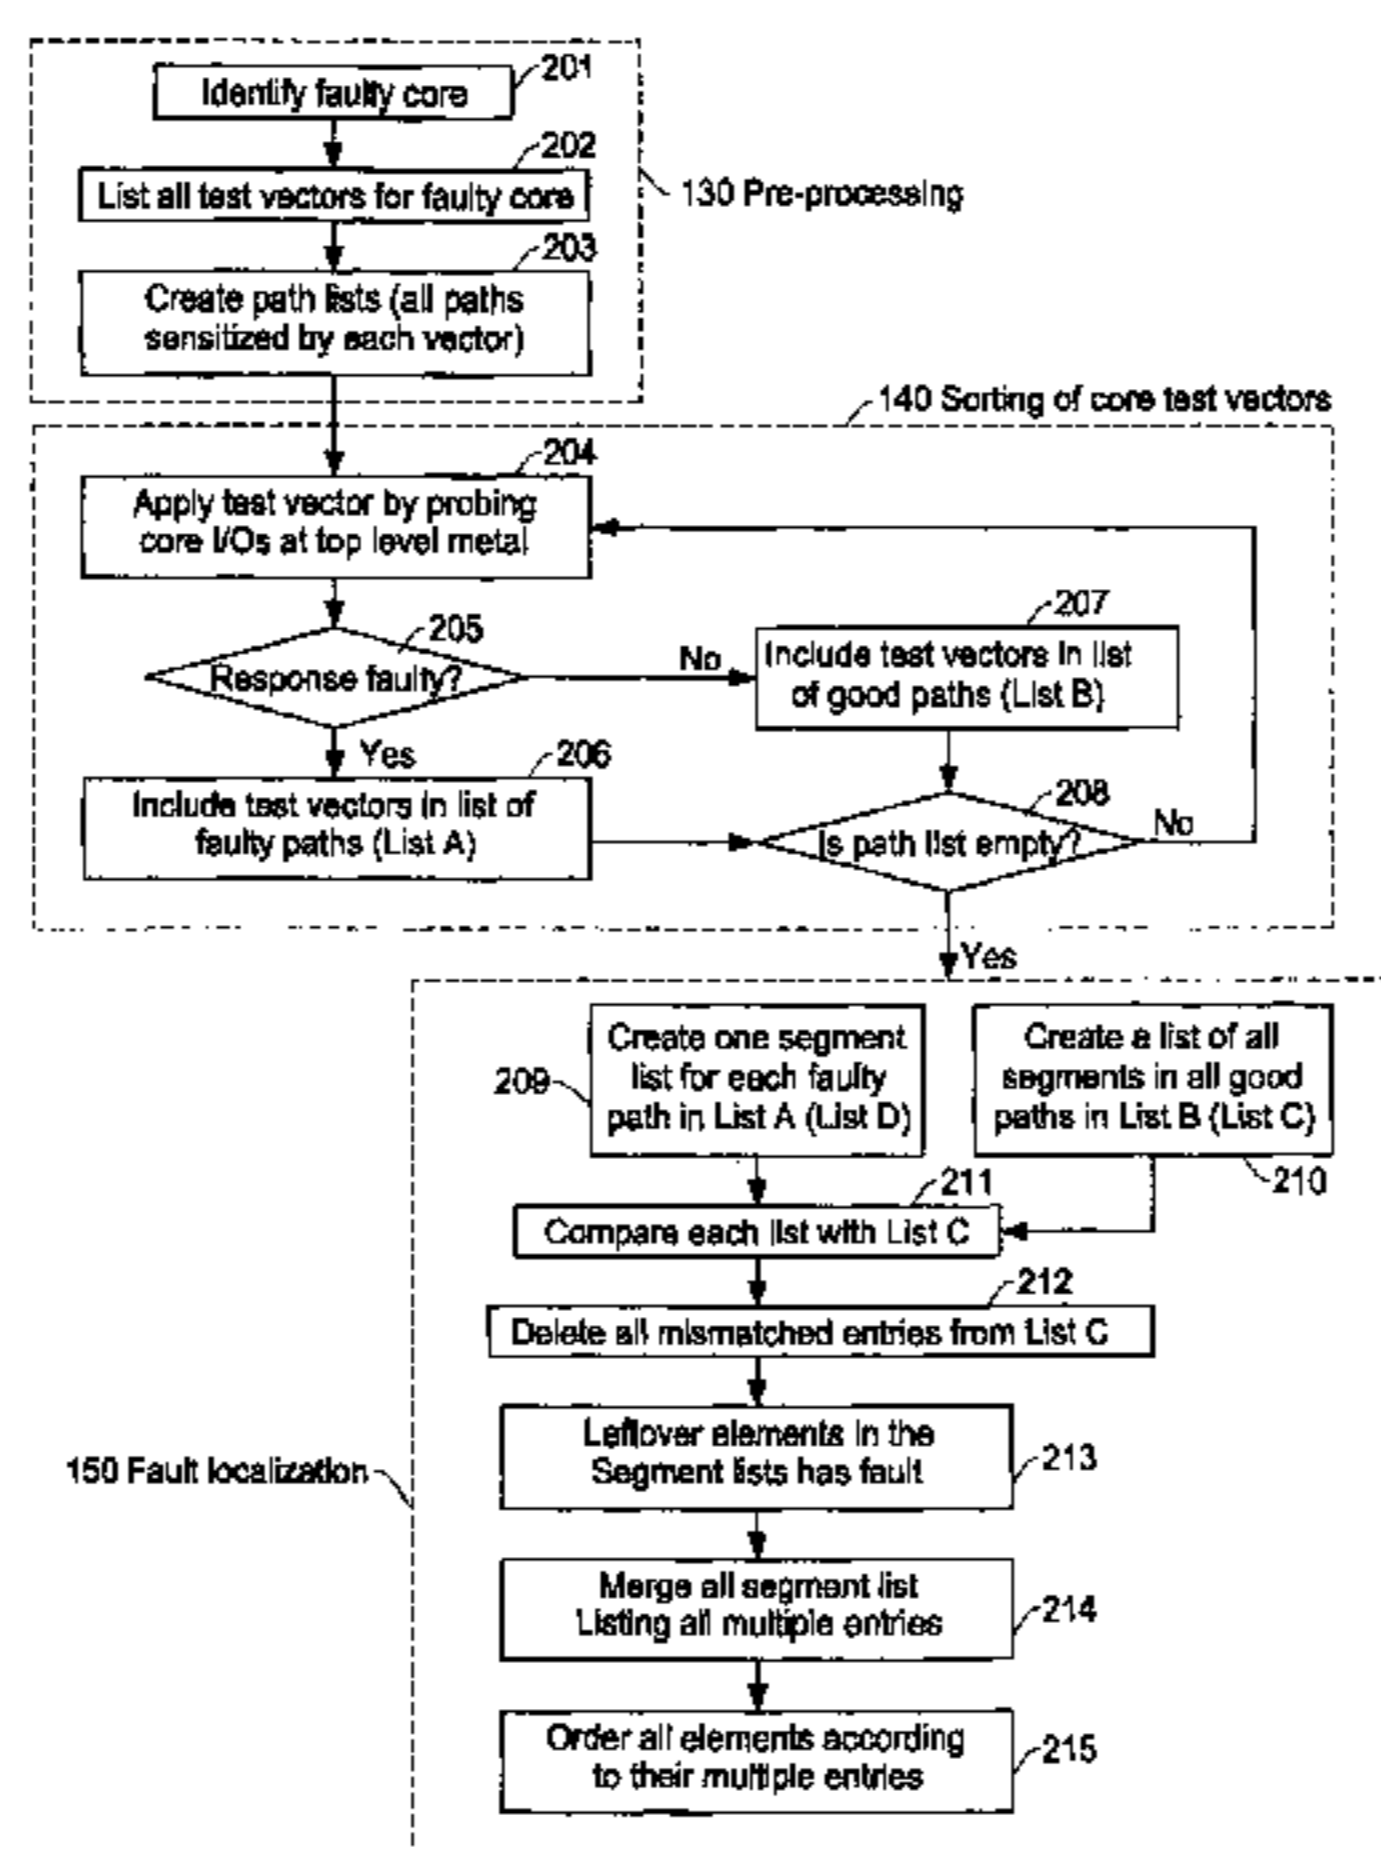 201
Identify faulty core
202
List all test vectors for faulty core
130 Pre-processing
203
Create path lists (all paths
sensitized by each vector)
140 Sorting of core test vectors
204
Apply test vector by probing
core I/Os at top level metal
205
Response faulty?
No
207
Include test vectors in list
of good paths (List B)
Yes
206
Include test vectors in list of
faulty paths (List A)
208
Is path list empty?
No
Yes
Create one segment
list for each faulty
path in List A (List D)
209
Create a list of all
segments in all good
paths in List B (List C)
210
211
Compare each list with List C
212
Delete all mismatched entries from List C
Leftover elements in the
Segment lists has fault
213
150 Fault localization
Merge all segment list
Listing all multiple entries
214
Order all elements according
to their multiple entries
215